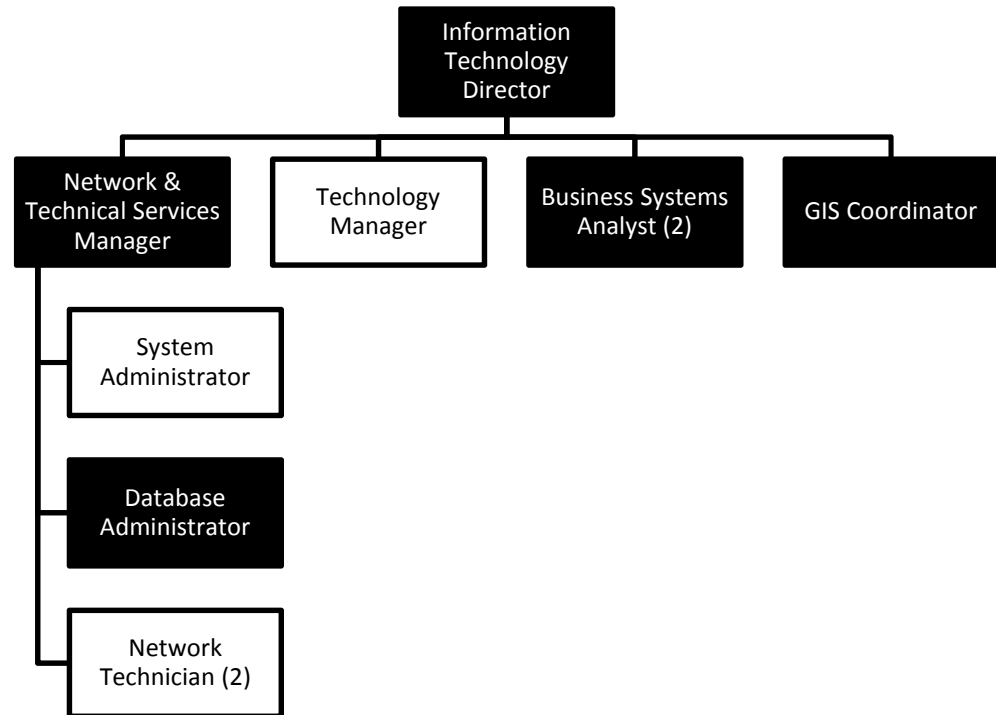 Information
Technology
Director
Network &
Technical Services
Manager
Technology
Manager
Business Systems
Analyst (2)
GIS Coordinator
System
Administrator
Database
Administrator
Network
Technician (2)